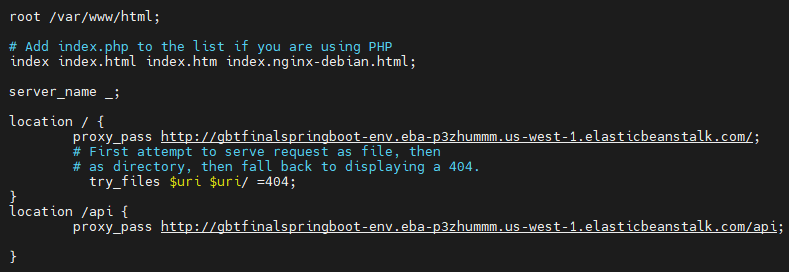 root /var/www/html;
# Add index.php to the list if you are using PHP
index index.html index.htm index.nginx-debian.html;
server_name _;
location / {
proxy_pass http://gbtfinalspringboot-env.eba-p3zhummm.us-west-1.elasticbeanstalk.com/;
# First attempt to serve request as file, then
# as directory, then fall back to displaying a 404.
try_files $uri $uri/ =404;
}
location /api {
proxy_pass http://gbtfinalspringboot-env.eba-p3zhummm.us-west-1.elasticbeanstalk.com/api;
}